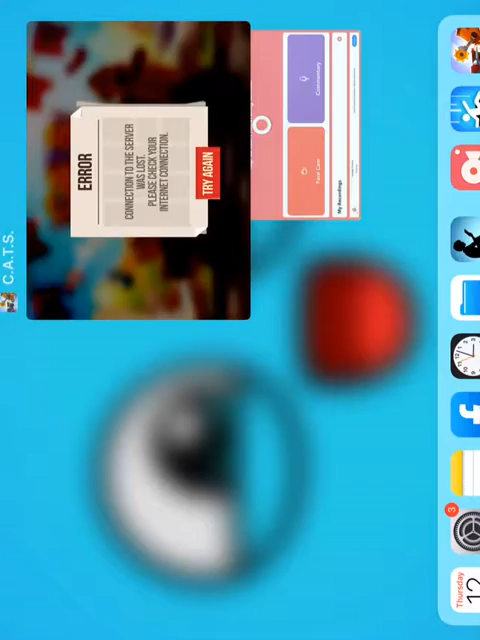 C.A.T.S.
ERROR
CONNECTION TO THE SERVER
WAS LOST.
PLEASE CHECK YOUR
INTERNET CONNECTION.
TRY AGAIN
Face Cam
Commentary
My Recordings
Thursday
12
3